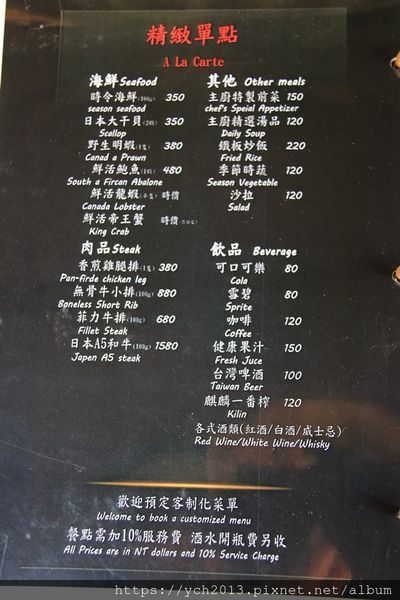 精緻單點
A La Carte
海鮮 Seafood
時令海鮮(100g) 350
season seafood
日本大干貝(2顆) 350
Scallop
野生明蝦(1隻) 380
Canad a Prawn
鮮活鮑魚(1顆) 480
South a fircan Abalone
鮮活龍蝦(半隻) 時價
Canada Lobster
鮮活帝王蟹 時價
King Crab
肉品 Steak
香煎雞腿排(1隻) 380
Pan-firde chicken leg
無骨牛小排(100g) 880
Boneless Short Rib
菲力牛排(100g) 680
Fillet Steak
日本A5和牛(100g) 1580
Japen A5 steak
其他 Other meals
主廚特製前菜 150
chef's Speial Appetizer
主廚精選湯品 120
Daily Soup
鐵板炒飯 220
Fried Rice
季節時蔬 120
Season Vegetable
沙拉 120
Salad
飲品 Beverage
可口可樂 80
Cola
雪碧 80
Sprite
咖啡 120
Coffee
健康果汁 150
Fresh Juce
台灣啤酒 100
Taiwan Beer
麒麟一番榨 120
Kilin
各式酒類(紅酒/白酒/威士忌)
Red Wine/White Wine/Whisky
歡迎預定客制化菜單
Welcome to book a customized menu
餐點需加10%服務費 酒水開瓶費另收
All Prices are in NT dollars and 10% Service Charge
https://ych2013.pixnet.net/album